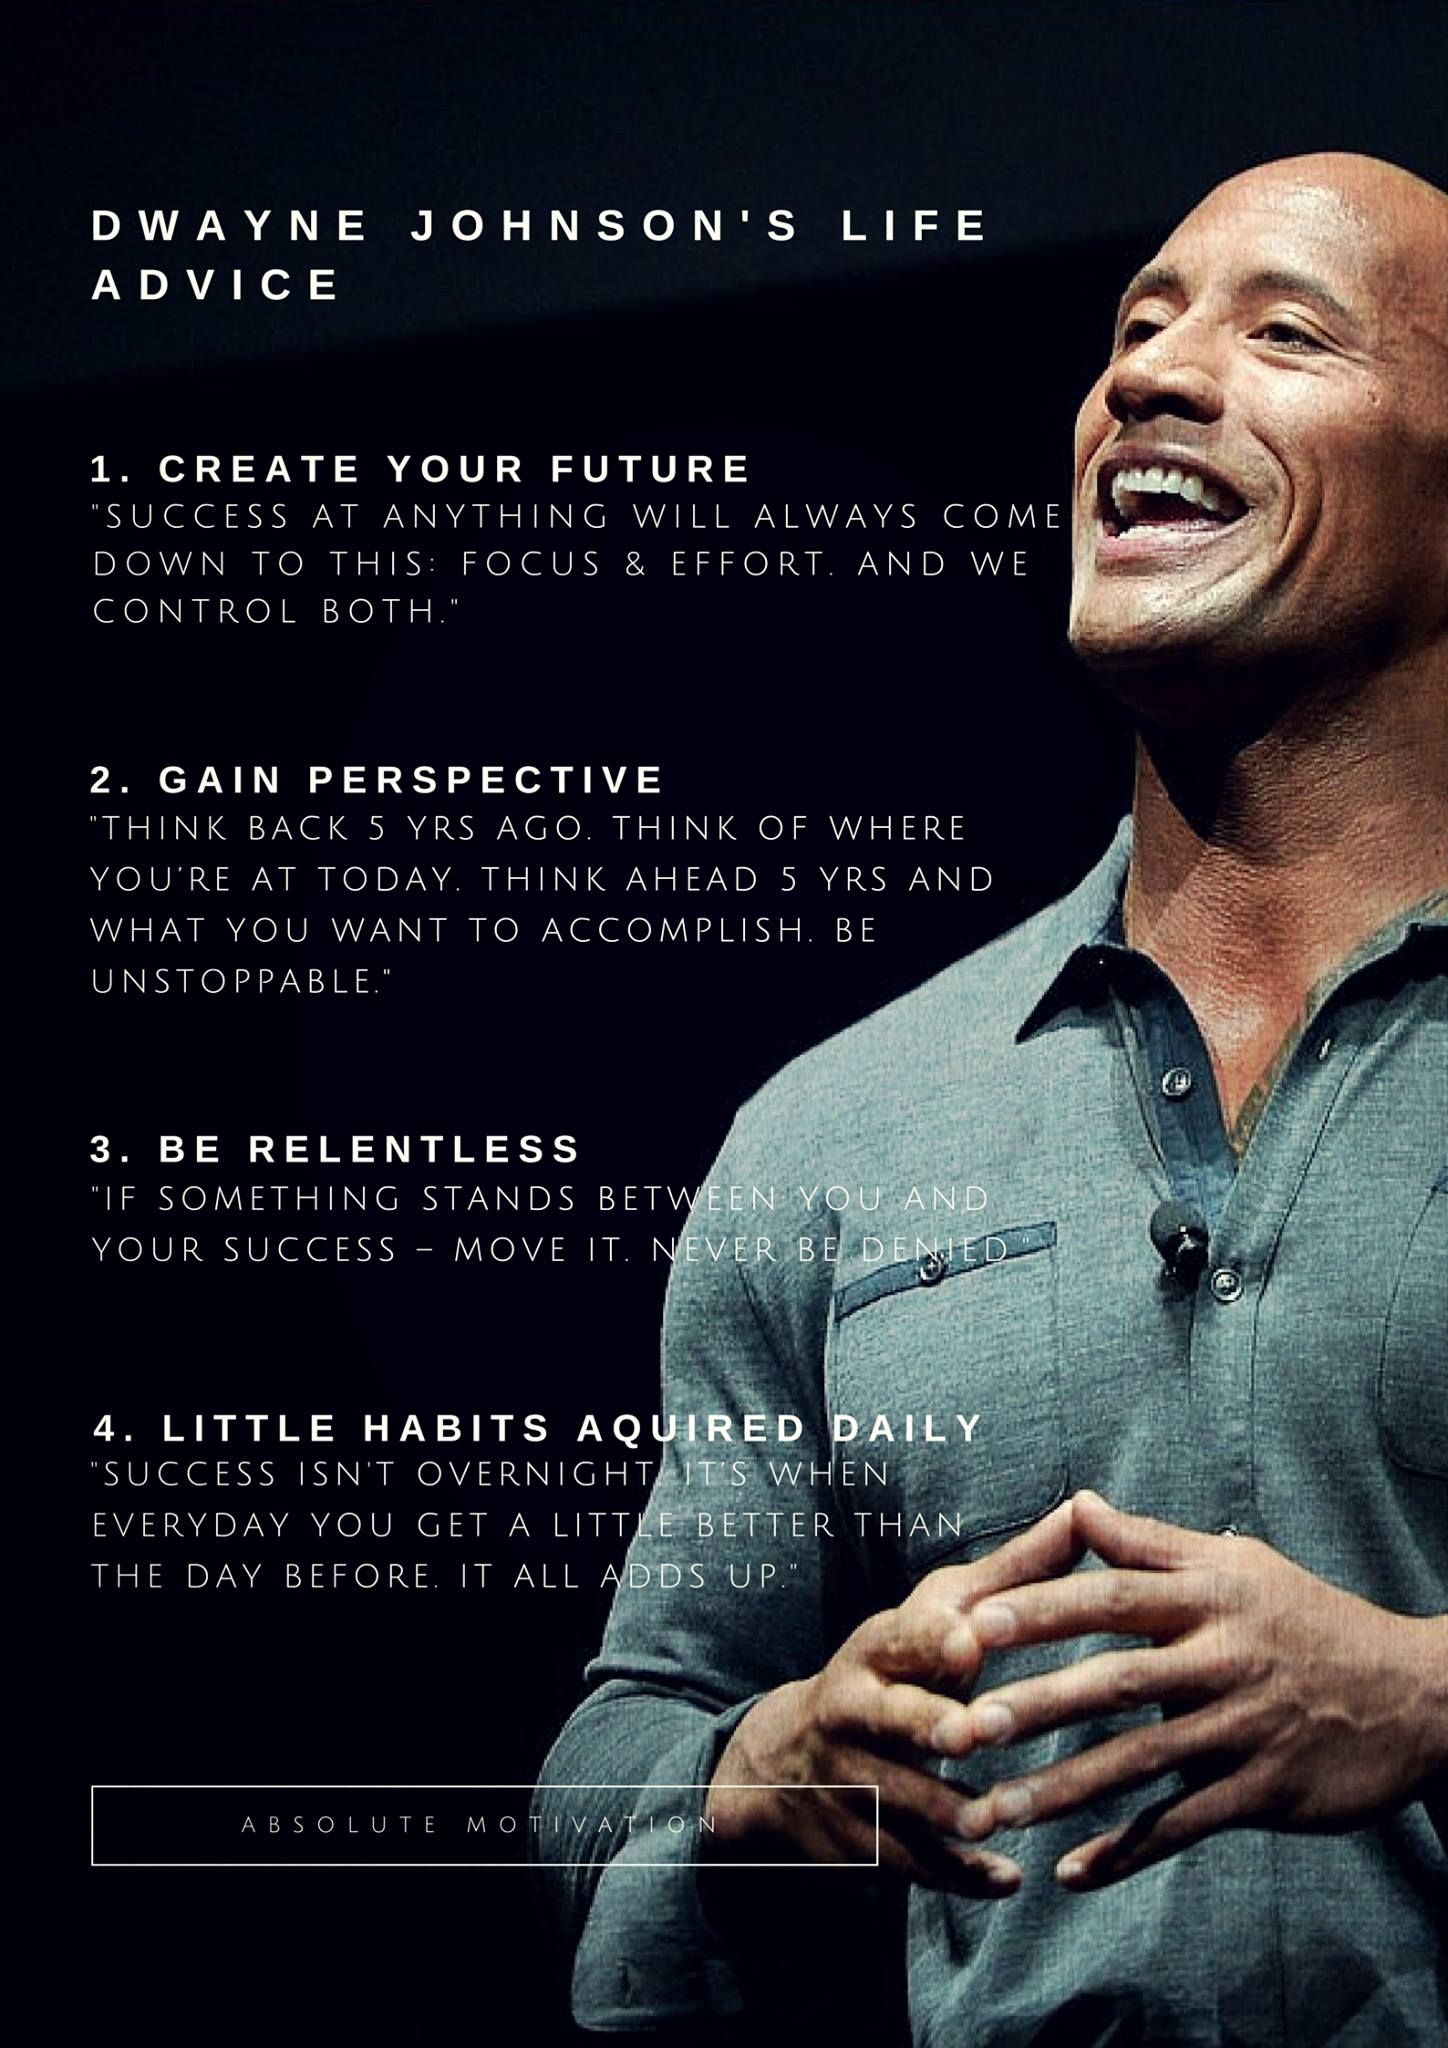 DWAYNE JOHNSON'S LIFE
ADVICE
1. CREATE YOUR FUTURE
"SUCCESS AT ANYTHING WILL ALWAYS COME
DOWN TO THIS: FOCUS & EFFORT. AND WE
CONTROL BOTH."
2. GAIN PERSPECTIVE
"THINK BACK 5 YRS AGO. THINK OF WHERE
YOU'RE AT TODAY. THINK AHEAD 5 YRS AND
WHAT YOU WANT TO ACCOMPLISH. BE
UNSTOPPABLE."
3. BE RELENTLESS
"IF SOMETHING STANDS BETWEEN YOU AND
YOUR SUCCESS – MOVE IT. NEVER BE DENIED."
4. LITTLE HABITS AQUIRED DAILY
"SUCCESS ISN'T OVERNIGHT. IT'S WHEN
EVERYDAY YOU GET A LITTLE BETTER THAN
THE DAY BEFORE. IT ALL ADDS UP."
ABSOLUTE MOTIVATION